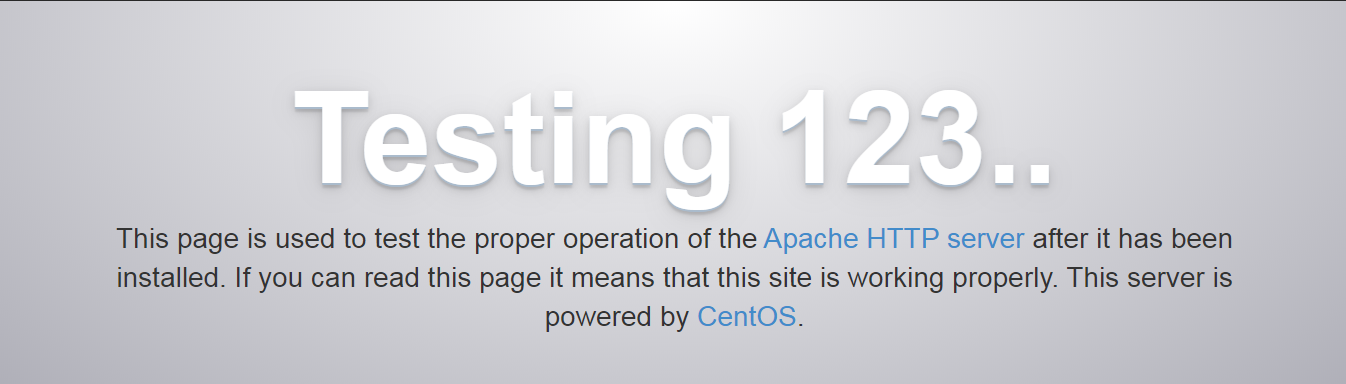 Testing 123..
This page is used to test the proper operation of the Apache HTTP server after it has been
installed. If you can read this page it means that this site is working properly. This server is
powered by CentOS.